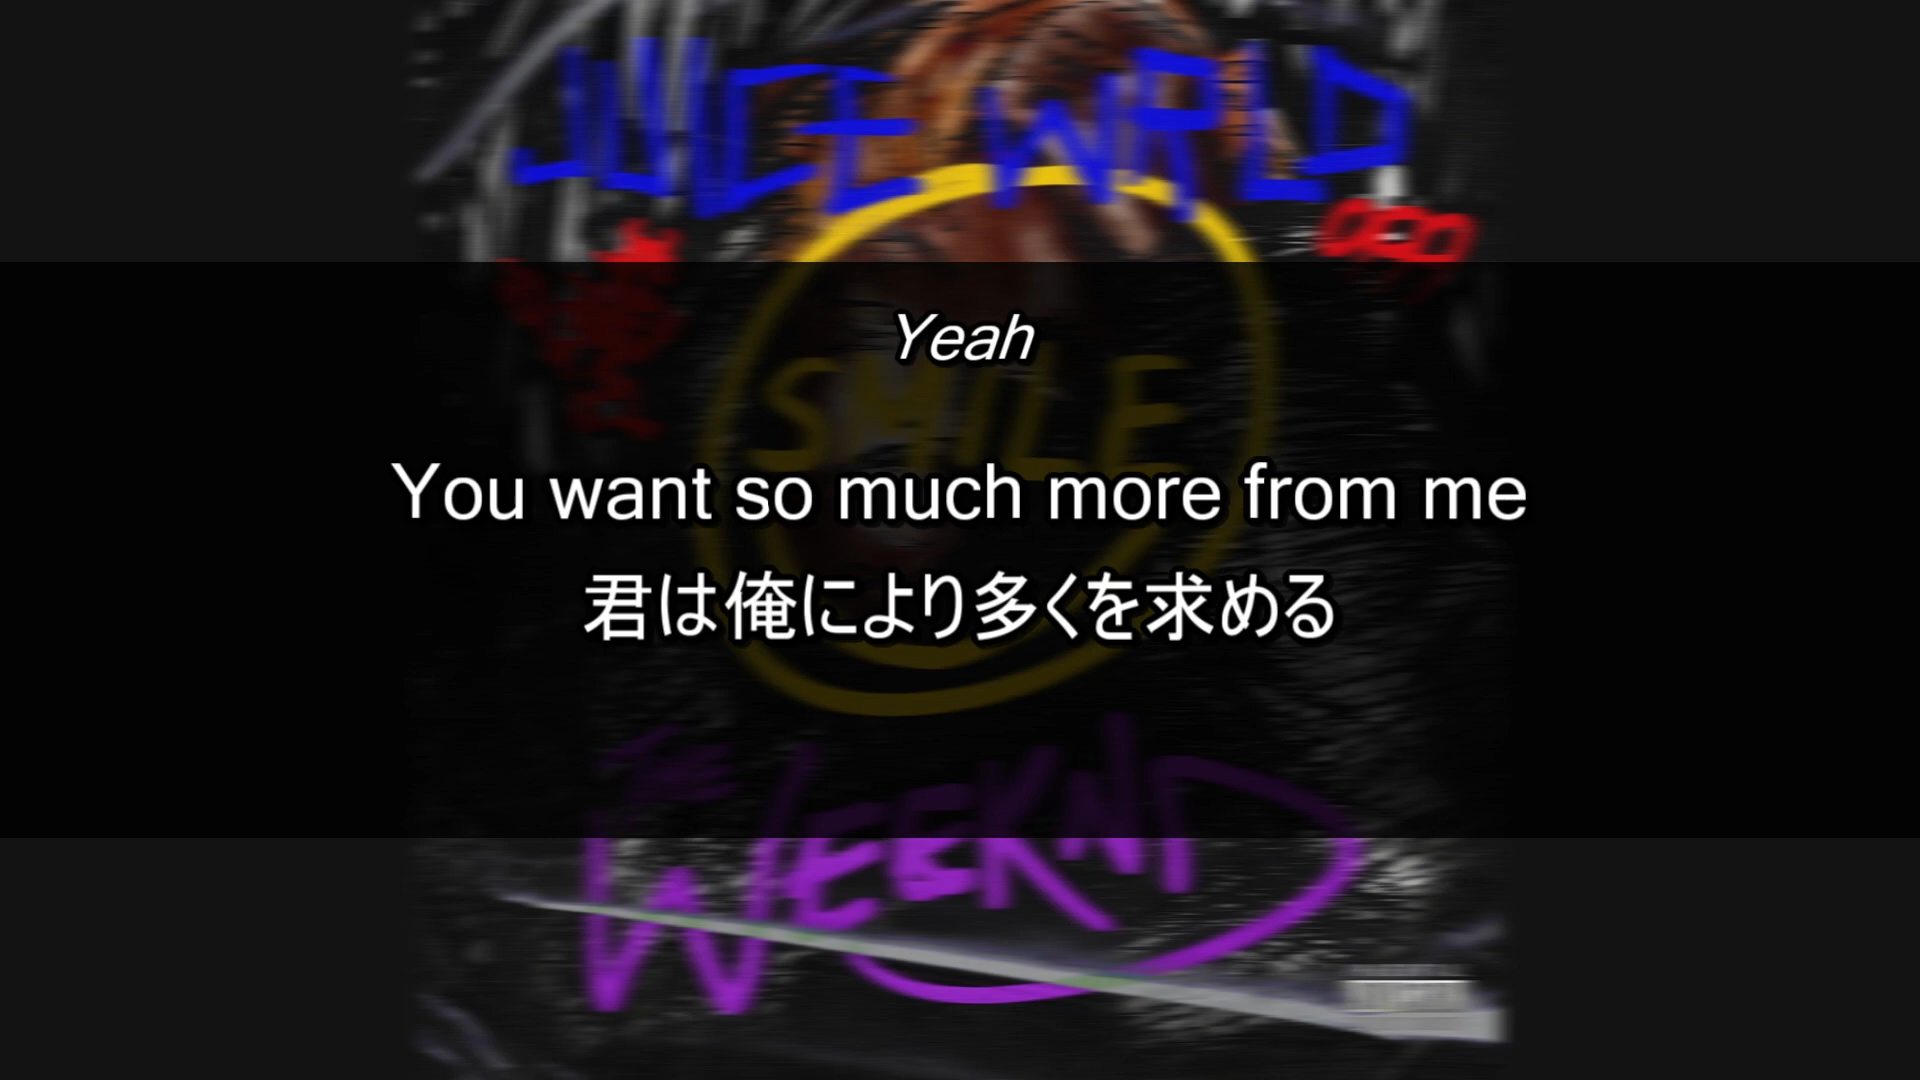 JUICE WRLD
999
Yeah
SMILE
You want so much more from me
君は俺により多くを求める
THE
WEEKND